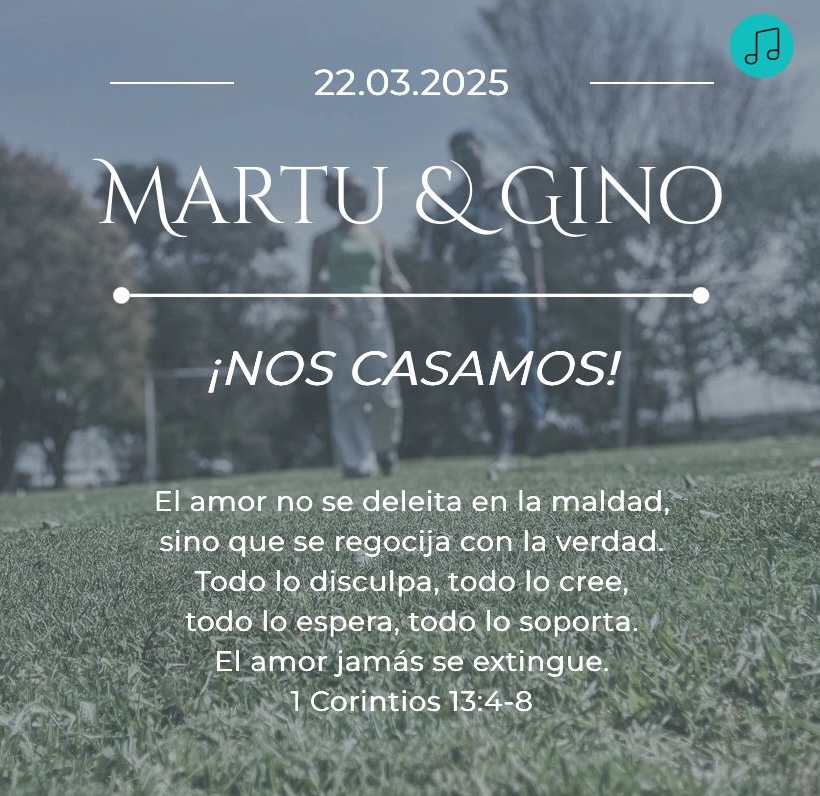 22.03.2025
MARTU & GINO
¡NOS CASAMOS!
El amor no se deleita en la maldad,
sino que se regocija con la verdad.
Todo lo disculpa, todo lo cree,
todo lo espera, todo lo soporta.
El amor jamás se extingue.
1 Corintios 13:4-8